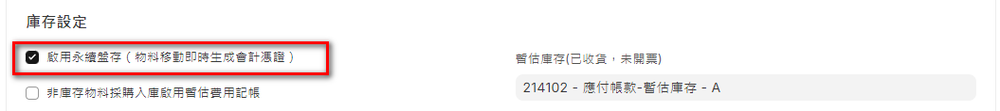 庫存設定
啟用永續盤存（物料移動即時生成會計憑證）
暫估庫存(已收貨，未開票)
214102 - 應付帳款-暫估庫存 - A
非庫存物料採購入庫啟用暫估費用記帳